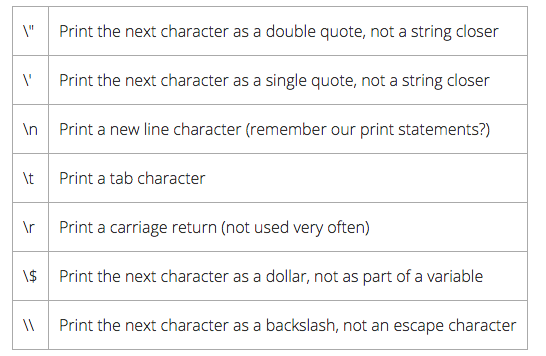 \" Print the next character as a double quote, not a string closer
\' Print the next character as a single quote, not a string closer
\n Print a new line character (remember our print statements?)
\t Print a tab character
\r Print a carriage return (not used very often)
\$ Print the next character as a dollar, not as part of a variable
\\ Print the next character as a backslash, not an escape character